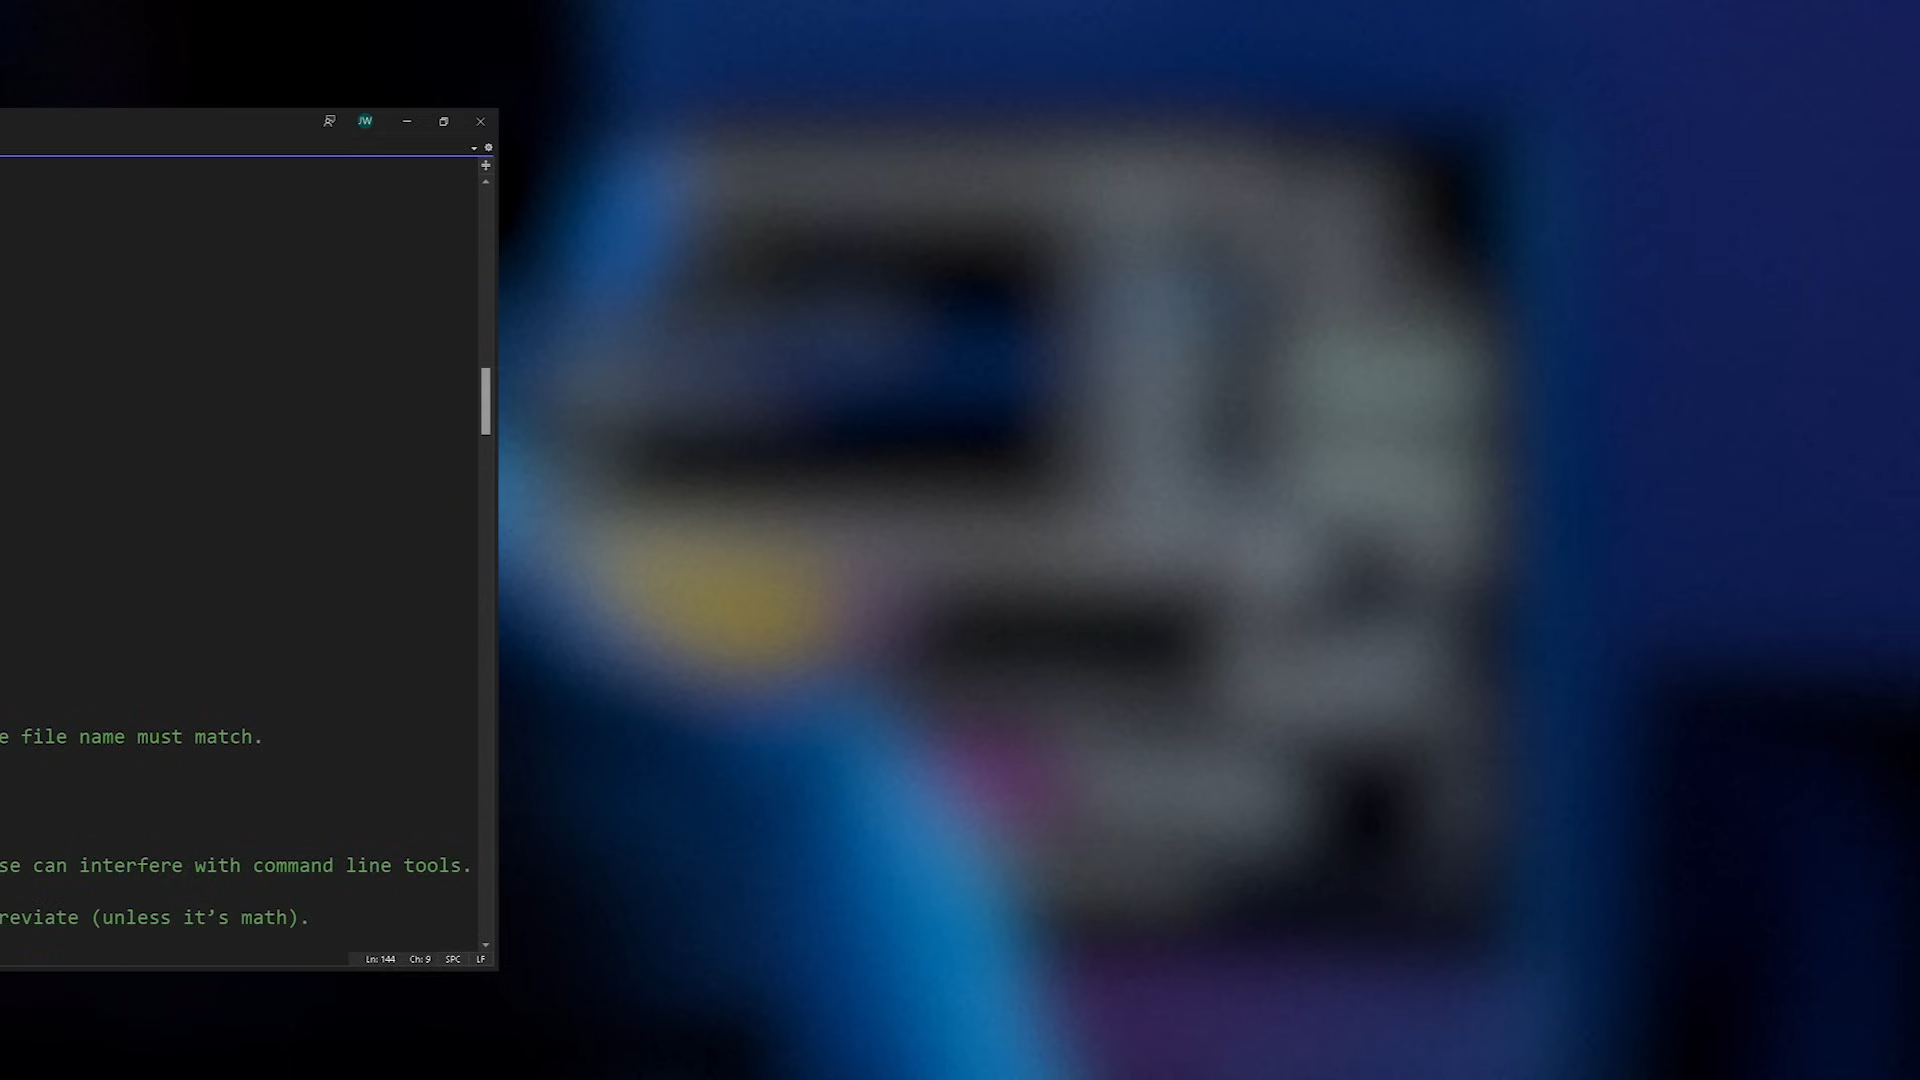 JW
e file name must match.
se can interfere with command line tools.
reviate (unless it’s math).
Ln: 144 Ch: 9 SPC LF